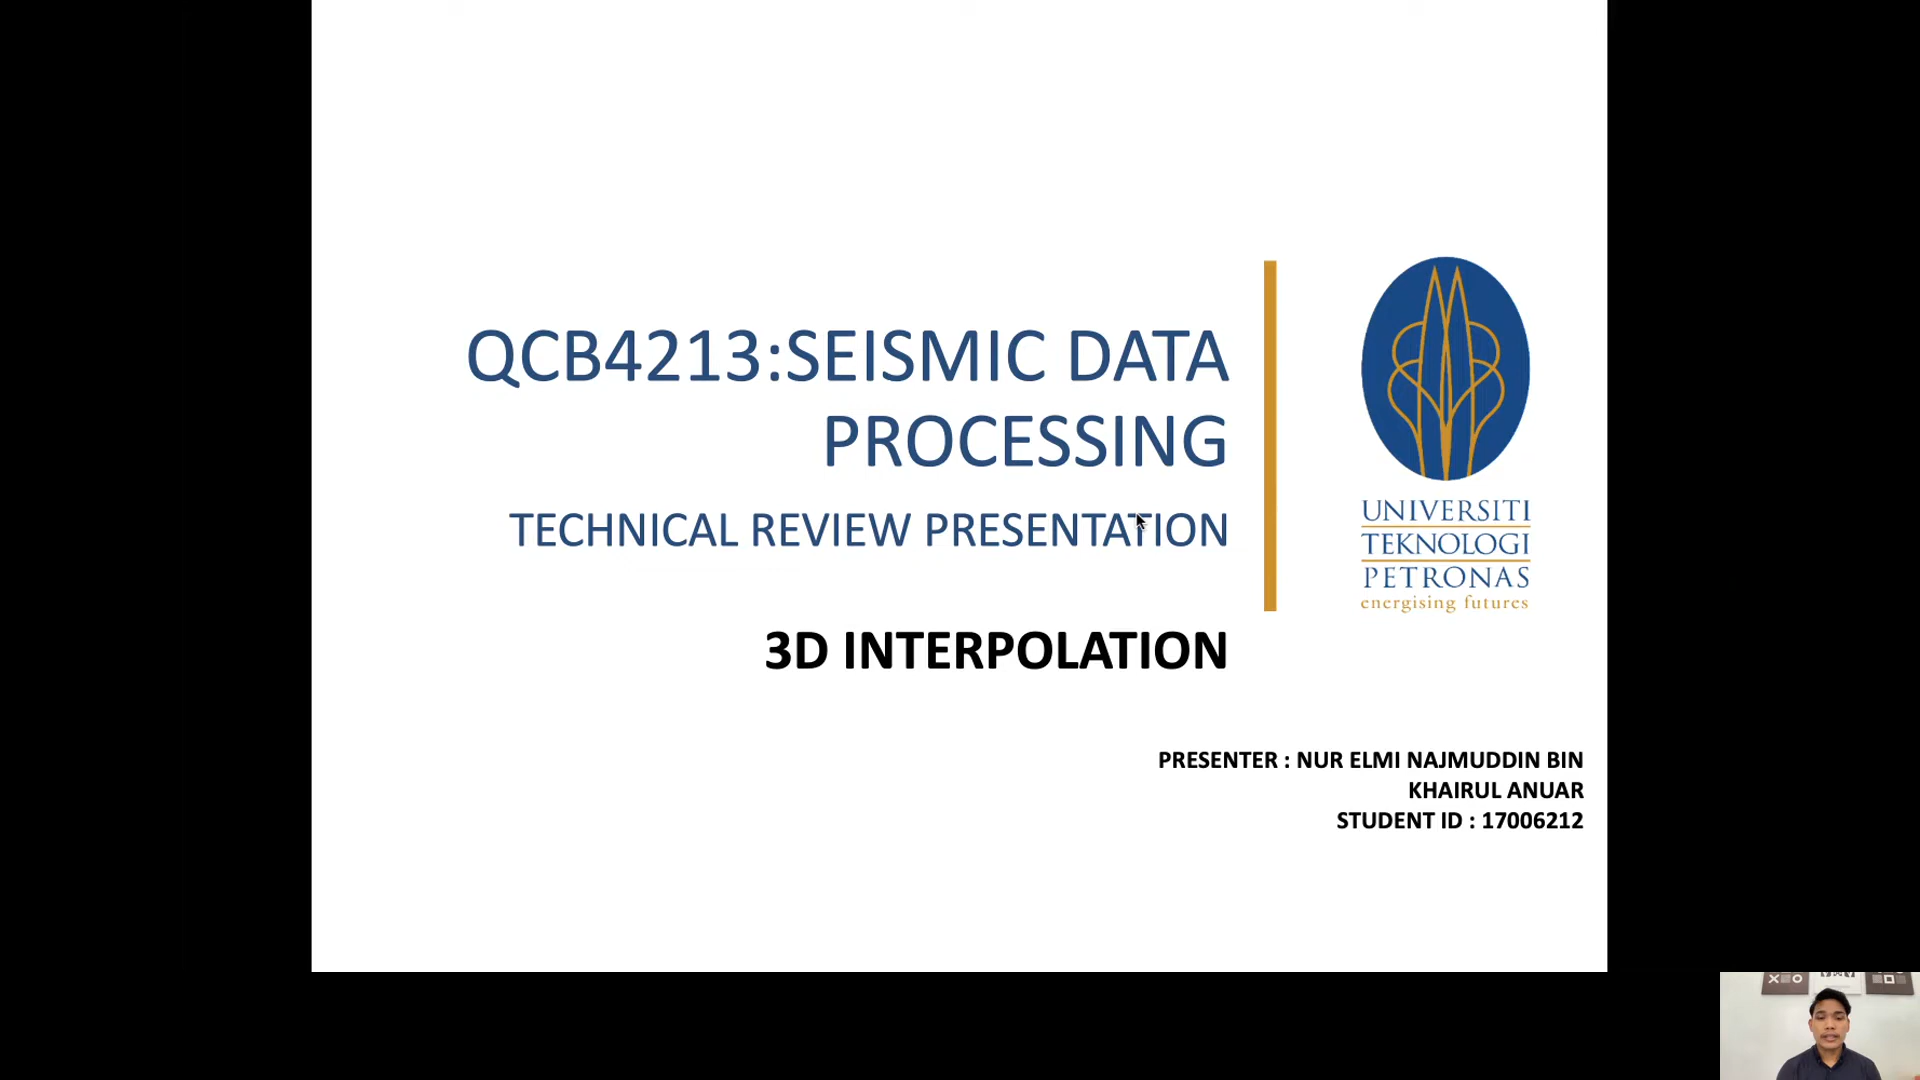 QCB4213:SEISMIC DATA
PROCESSING
TECHNICAL REVIEW PRESENTATION
3D INTERPOLATION
UNIVERSITI
TEKNOLOGI
PETRONAS
energising futures
PRESENTER : NUR ELMI NAJMUDDIN BIN
KHAIRUL ANUAR
STUDENT ID : 17006212